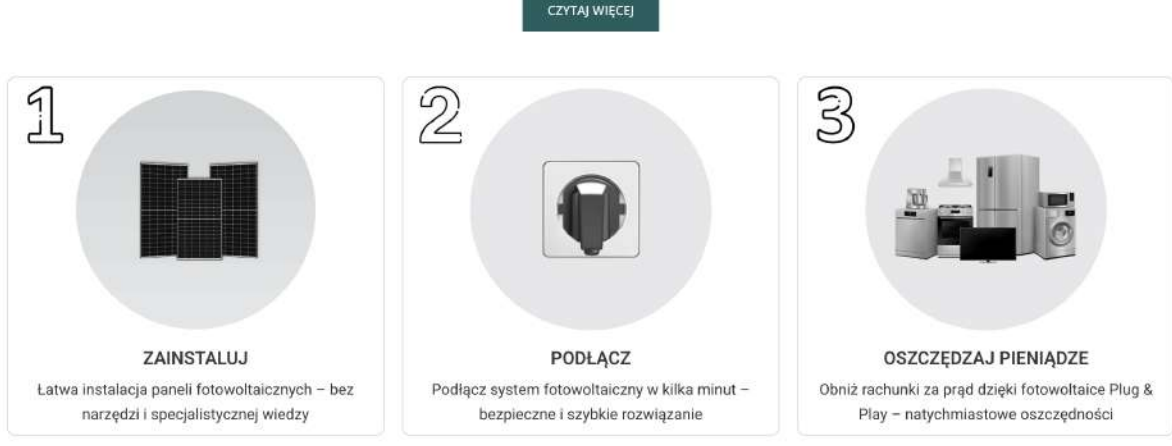 CZYTAJ WIĘCEJ
1
ZAINSTALUJ
Łatwa instalacja paneli fotowoltaicznych – bez
narzędzi i specjalistycznej wiedzy
2
PODŁĄCZ
Podłącz system fotowoltaiczny w kilka minut –
bezpieczne i szybkie rozwiązanie
3
OSZCZĘDZAJ PIENIĄDZE
Obniż rachunki za prąd dzięki fotowoltaice Plug &
Play – natychmiastowe oszczędności